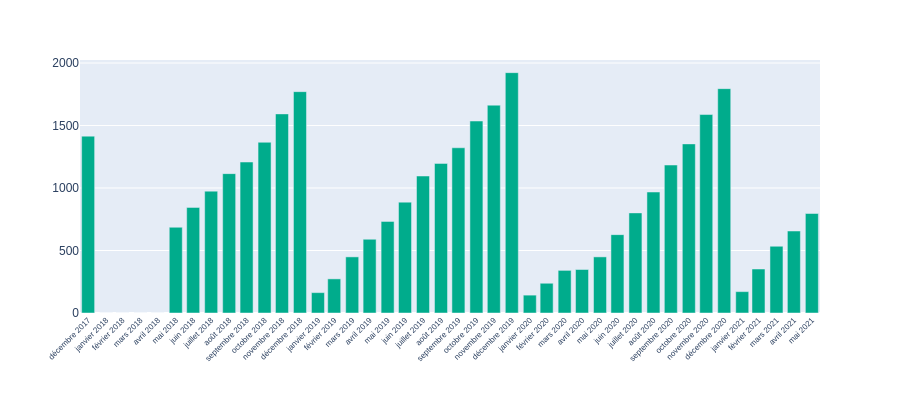 2000
1500
1000
500
0
décembre 2017
janvier 2018
février 2018
mars 2018
avril 2018
mai 2018
juin 2018
juillet 2018
août 2018
septembre 2018
octobre 2018
novembre 2018
décembre 2018
janvier 2019
février 2019
mars 2019
avril 2019
mai 2019
juin 2019
juillet 2019
août 2019
septembre 2019
octobre 2019
novembre 2019
décembre 2019
janvier 2020
février 2020
mars 2020
avril 2020
mai 2020
juin 2020
juillet 2020
août 2020
septembre 2020
octobre 2020
novembre 2020
décembre 2020
janvier 2021
février 2021
mars 2021
avril 2021
mai 2021